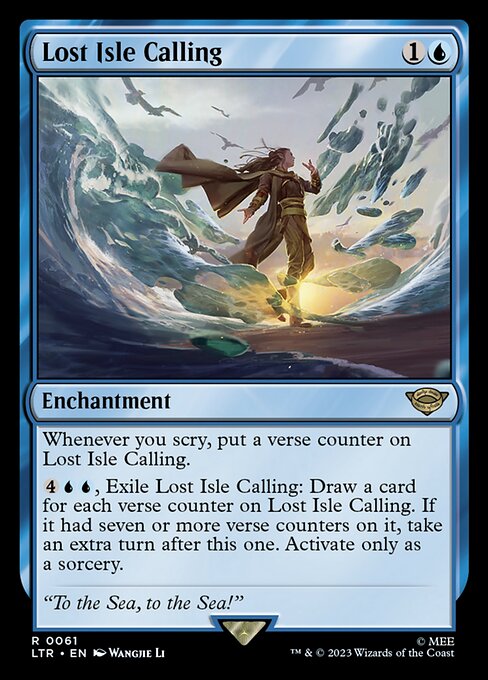 Lost Isle Calling 1
Enchantment
Whenever you scry, put a verse counter on
Lost Isle Calling.
4, Exile Lost Isle Calling: Draw a card
for each verse counter on Lost Isle Calling. If
it had seven or more verse counters on it, take
an extra turn after this one. Activate only as
a sorcery.
“To the Sea, to the Sea!”
R 0061
LTR • EN Wangjie Li
© MEE
™ & © 2023 Wizards of the Coast